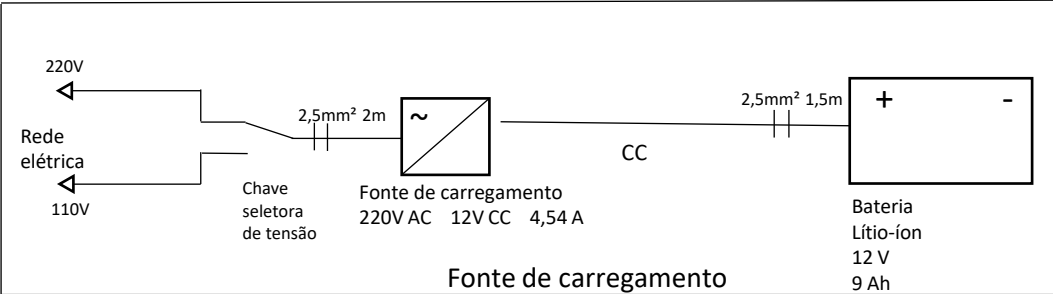 220V
Rede
elétrica
110V
Chave
seletora
de tensão
2,5mm² 2m
~
Fonte de carregamento
220V AC 12V CC 4,54 A
CC
2,5mm² 1,5m
+ -
Bateria
Lítio-íon
12 V
9 Ah
Fonte de carregamento